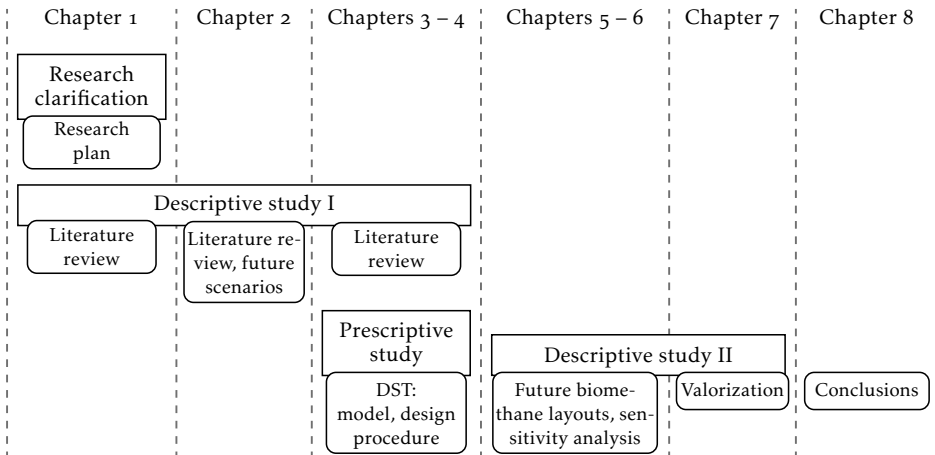 Chapter 1
Chapter 2
Chapters 3 – 4
Chapters 5 – 6
Chapter 7
Chapter 8
Research
clarification
Research
plan
Descriptive study I
Literature
review
Literature re-
view, future
scenarios
Literature
review
Prescriptive
study
DST:
model, design
procedure
Descriptive study II
Future biome-
thane layouts, sen-
sitivity analysis
Valorization
Conclusions